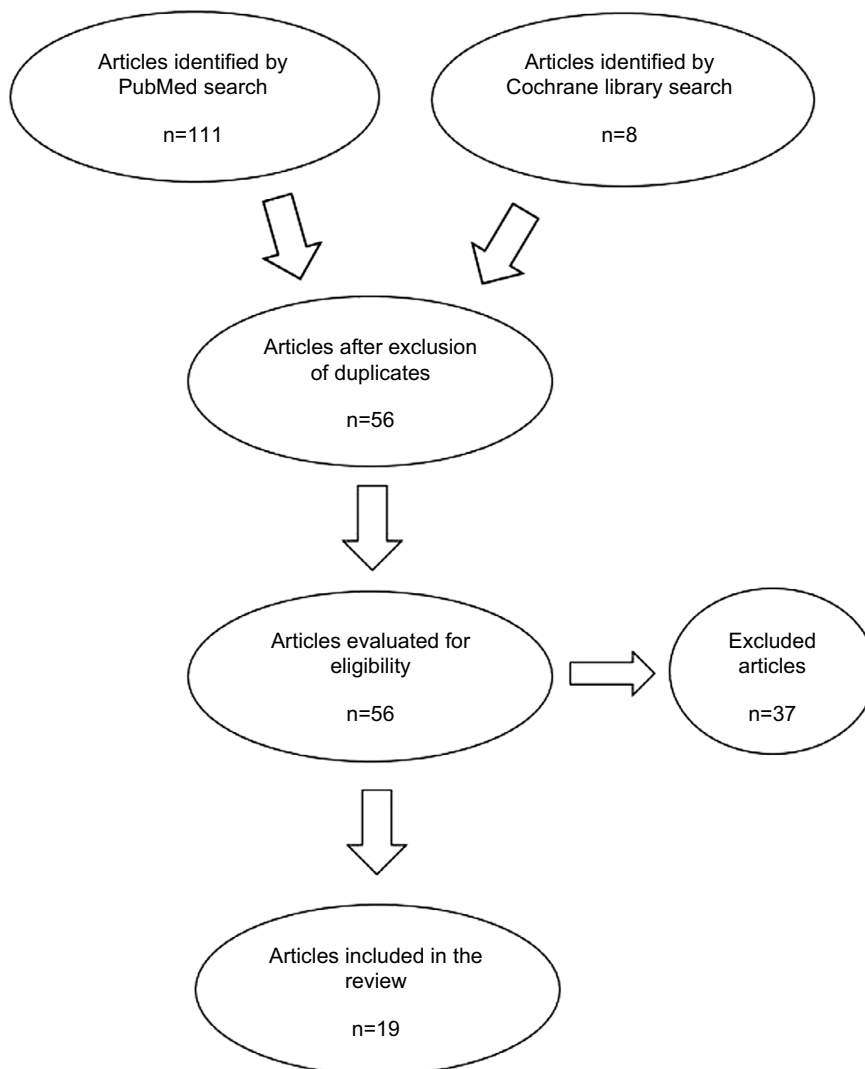 Articles identified by
PubMed search
n=111
Articles identified by
Cochrane library search
n=8
Articles after exclusion
of duplicates
n=56
Articles evaluated for
eligibility
n=56
Excluded
articles
n=37
Articles included in the
review
n=19